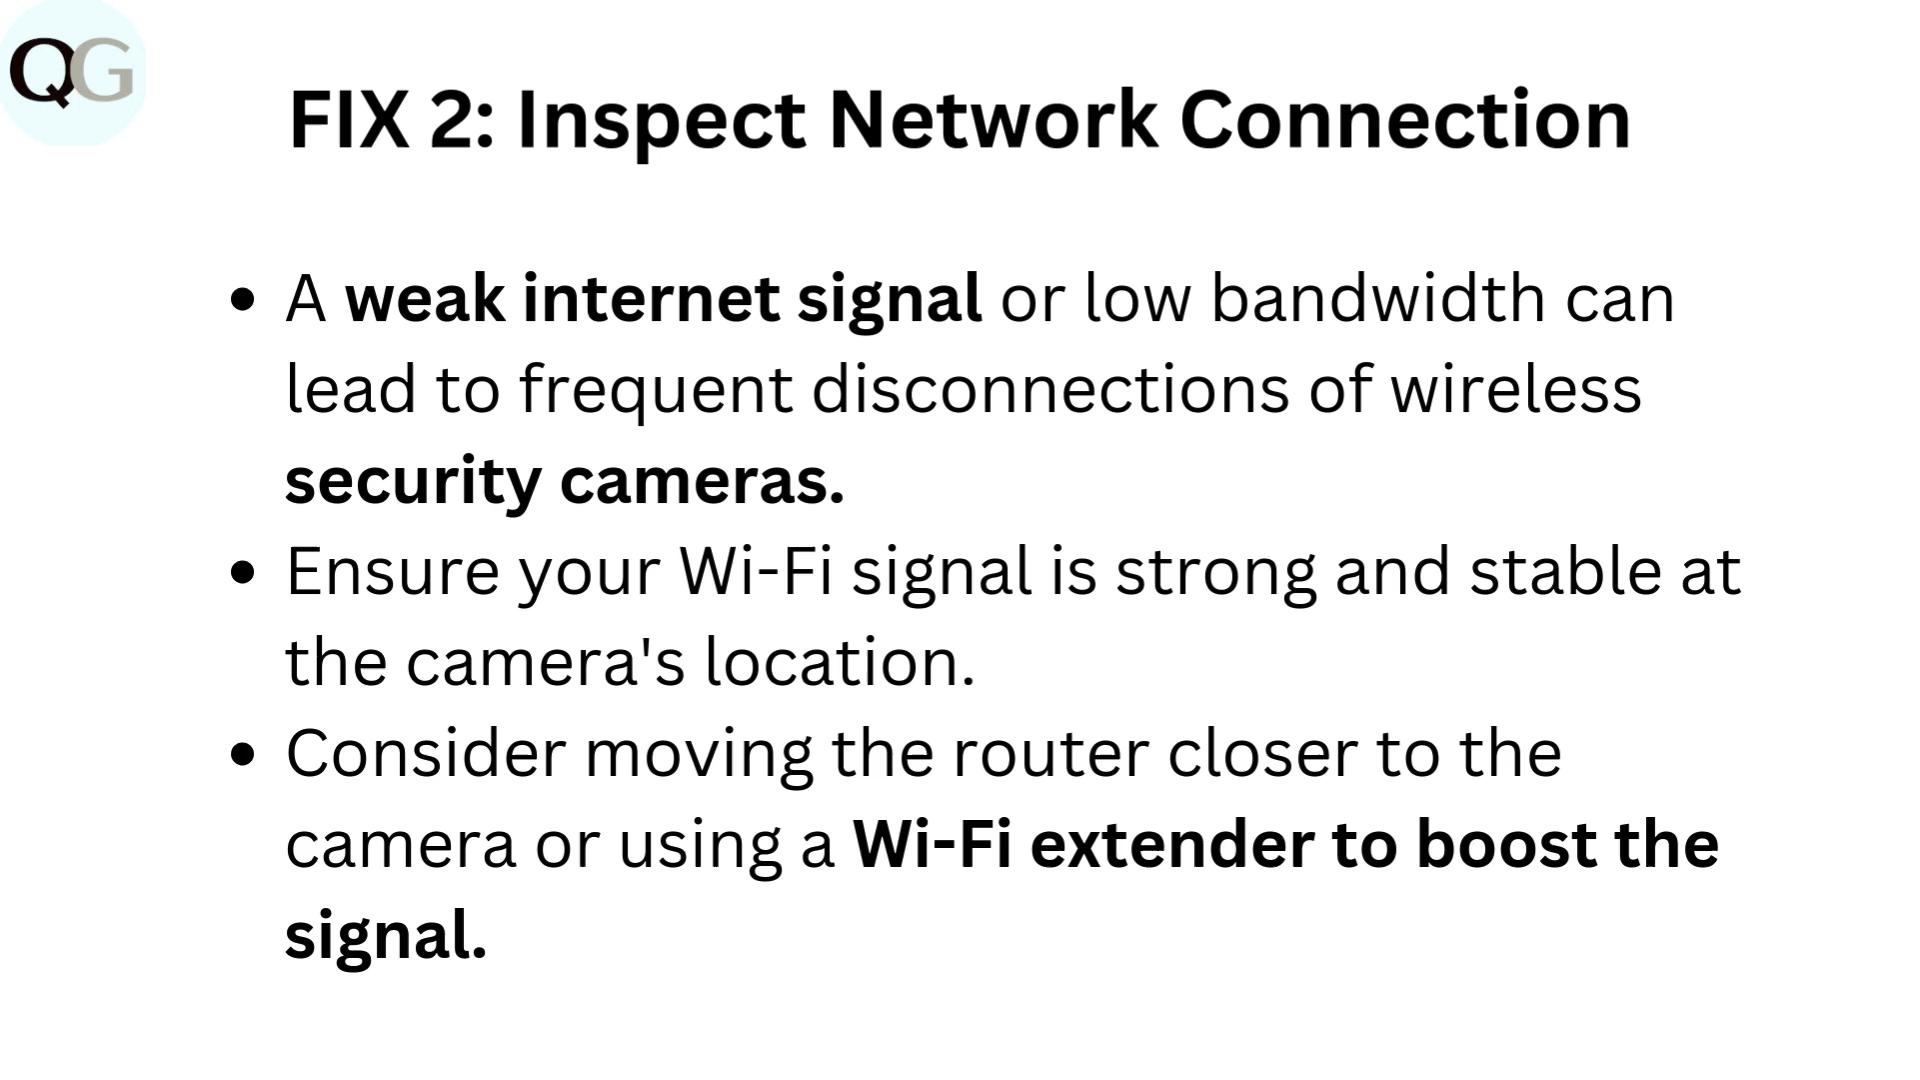 QG
FIX 2: Inspect Network Connection
• A weak internet signal or low bandwidth can
lead to frequent disconnections of wireless
security cameras.
• Ensure your Wi-Fi signal is strong and stable at
the camera's location.
• Consider moving the router closer to the
camera or using a Wi-Fi extender to boost the
signal.